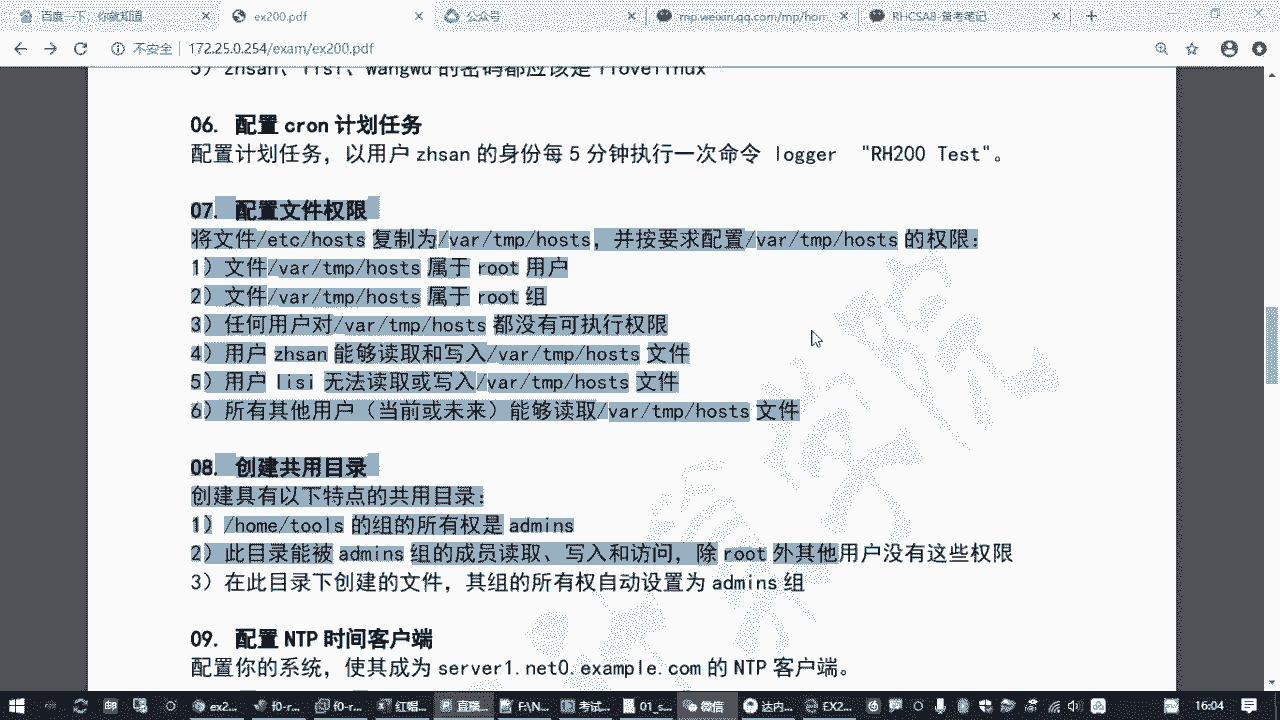 百度一下，你就知道
ex200.pdf
公众号
mp.weixin.qq.com/mp/hom
RHCSA8-备考笔记
不安全
172.25.0.254/exam/ex200.pdf
5）zhsan、lisi、wangwu 的密码都应该是 ilovelinux
06. 配置 cron 计划任务
配置计划任务，以用户 zhsan 的身份每 5 分钟执行一次命令 logger "RH200 Test"。
07. 配置文件权限
将文件/etc/hosts 复制为/var/tmp/hosts，并按要求配置/var/tmp/hosts 的权限：
1）文件/var/tmp/hosts 属于 root 用户
2）文件/var/tmp/hosts 属于 root 组
3）任何用户对/var/tmp/hosts 都没有可执行权限
4）用户 zhsan 能够读取和写入/var/tmp/hosts 文件
5）用户 lisi 无法读取或写入/var/tmp/hosts 文件
6）所有其他用户（当前或未来）能够读取/var/tmp/hosts 文件
08. 创建共用目录
创建具有以下特点的共用目录：
1）/home/tools 的组的所有权是 admins
2）此目录能被 admins 组的成员读取、写入和访问，除 root 外其他用户没有这些权限
3）在此目录下创建的文件，其组的所有权自动设置为 admins 组
09. 配置 NTP 时间客户端
配置你的系统，使其成为 server1.net0.example.com 的 NTP 客户端。
ex2...
f0-r...
f0-r...
红帽...
直播...
F:\N...
考试...
01_s...
微信
达内...
EX2...
16:04